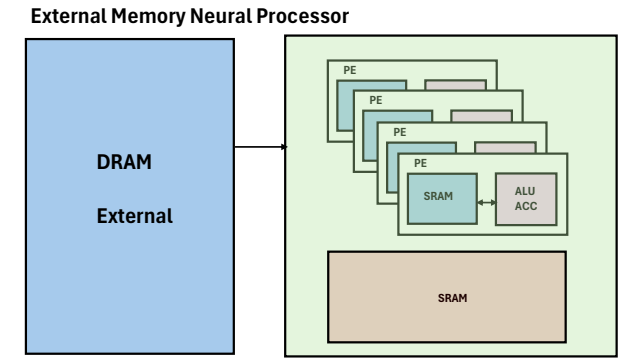 External Memory Neural Processor
DRAM
External
PE
PE
PE
PE
SRAM
ALU
ACC
SRAM